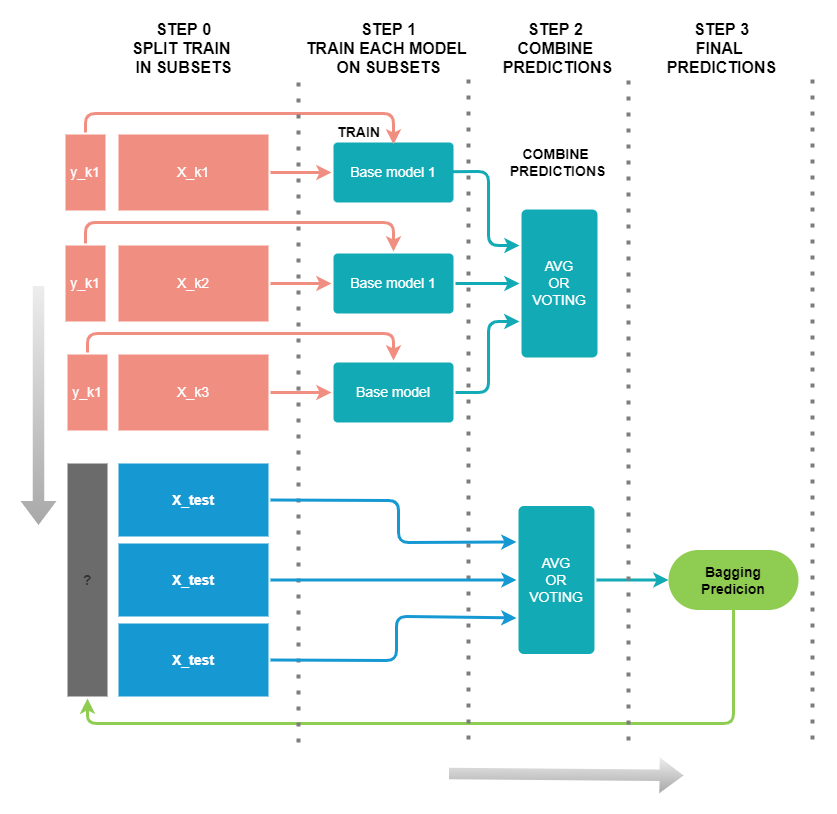 STEP 0
SPLIT TRAIN
IN SUBSETS
STEP 1
TRAIN EACH MODEL
ON SUBSETS
STEP 2
COMBINE
PREDICTIONS
STEP 3
FINAL
PREDICTIONS
TRAIN
y_k1
X_k1
Base model 1
COMBINE
PREDICTIONS
y_k1
X_k2
Base model 1
AVG
OR
VOTING
y_k1
X_k3
Base model
X_test
?
X_test
X_test
AVG
OR
VOTING
Bagging
Predicion